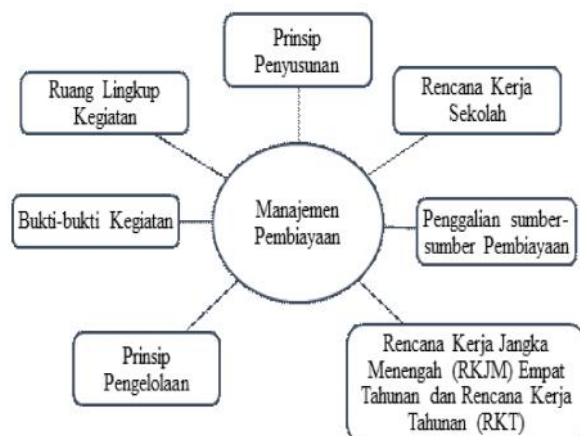 Prinsip
Penyusunan
Ruang Lingkup
Kegiatan
Rencana Kerja
Sekolah
Bukti-bukti Kegiatan
Manajemen
Pembiayaan
Penggalian sumber-
sumber Pembiayaan
Prinsip
Pengelolaan
Rencana Kerja Jangka
Menengah (RKJM) Empat
Tahunan dan Rencana Kerja
Tahunan (RKT)